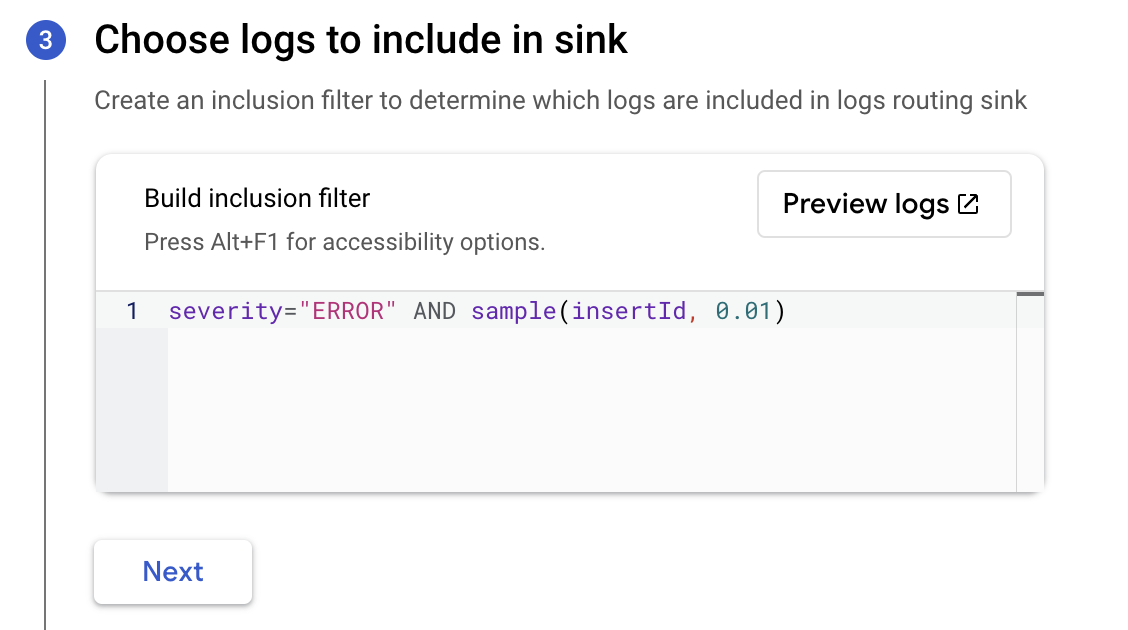 3 Choose logs to include in sink
Create an inclusion filter to determine which logs are included in logs routing sink
Build inclusion filter
Preview logs
Press Alt+F1 for accessibility options.
1 severity="ERROR" AND sample(insertId, 0.01)
Next